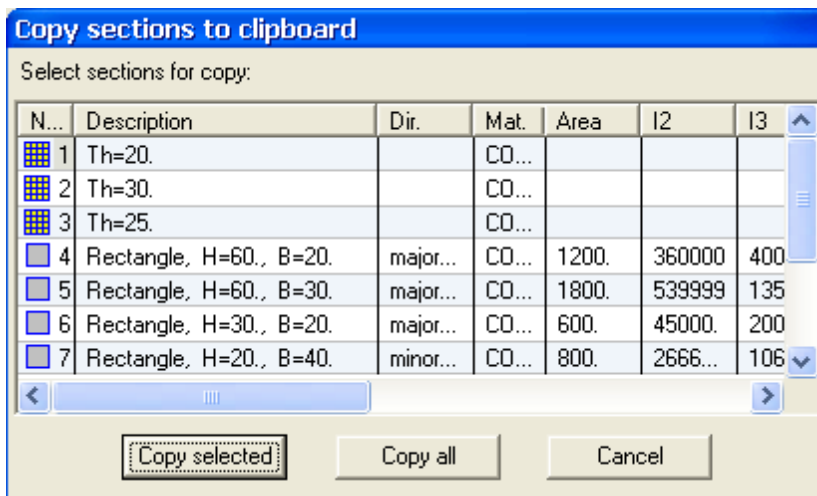 Copy sections to clipboard
Select sections for copy:
N... Description Dir. Mat. Area I2 I3
1 Th=20. CO...
2 Th=30. CO...
3 Th=25. CO...
4 Rectangle, H=60., B=20. major... CO... 1200. 360000 400
5 Rectangle, H=60., B=30. major... CO... 1800. 539999 135
6 Rectangle, H=30., B=20. major... CO... 600. 45000. 200
7 Rectangle, H=20., B=40. minor... CO... 800. 2666... 106
Copy selected Copy all Cancel